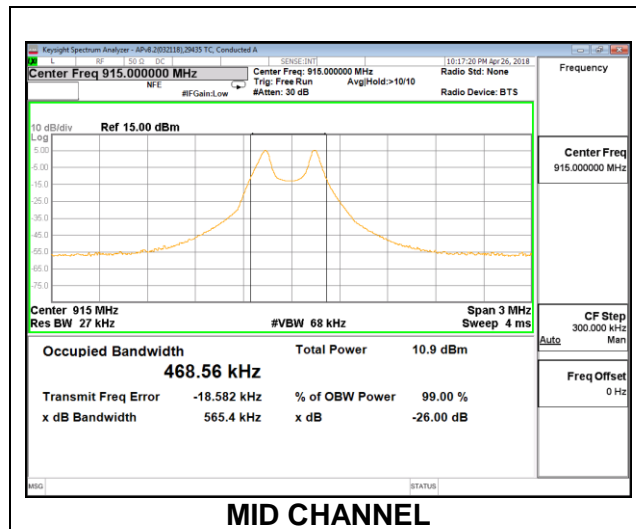 Keysight Spectrum Analyzer - APv8.2(032118),29435 TC, Conducted A
L RF 50 Ω DC SENSE:INT 10:17:20 PM Apr 26, 2018
Center Freq 915.000000 MHz Center Freq: 915.000000 MHz Radio Std: None Frequency
NFE Trig: Free Run Avg|Hold:>10/10
#IFGain:Low #Atten: 30 dB Radio Device: BTS
10 dB/div Ref 15.00 dBm
Log
5.00
-5.00
-15.0
-25.0
-35.0
-45.0
-55.0
-65.0
-75.0
Center Freq
915.000000 MHz
Center 915 MHz Span 3 MHz
Res BW 27 kHz #VBW 68 kHz Sweep 4 ms
CF Step
300.000 kHz
Auto Man
Occupied Bandwidth Total Power 10.9 dBm
468.56 kHz
Transmit Freq Error -18.582 kHz % of OBW Power 99.00 %
x dB Bandwidth 565.4 kHz x dB -26.00 dB
Freq Offset
0 Hz
MSG STATUS
MID CHANNEL